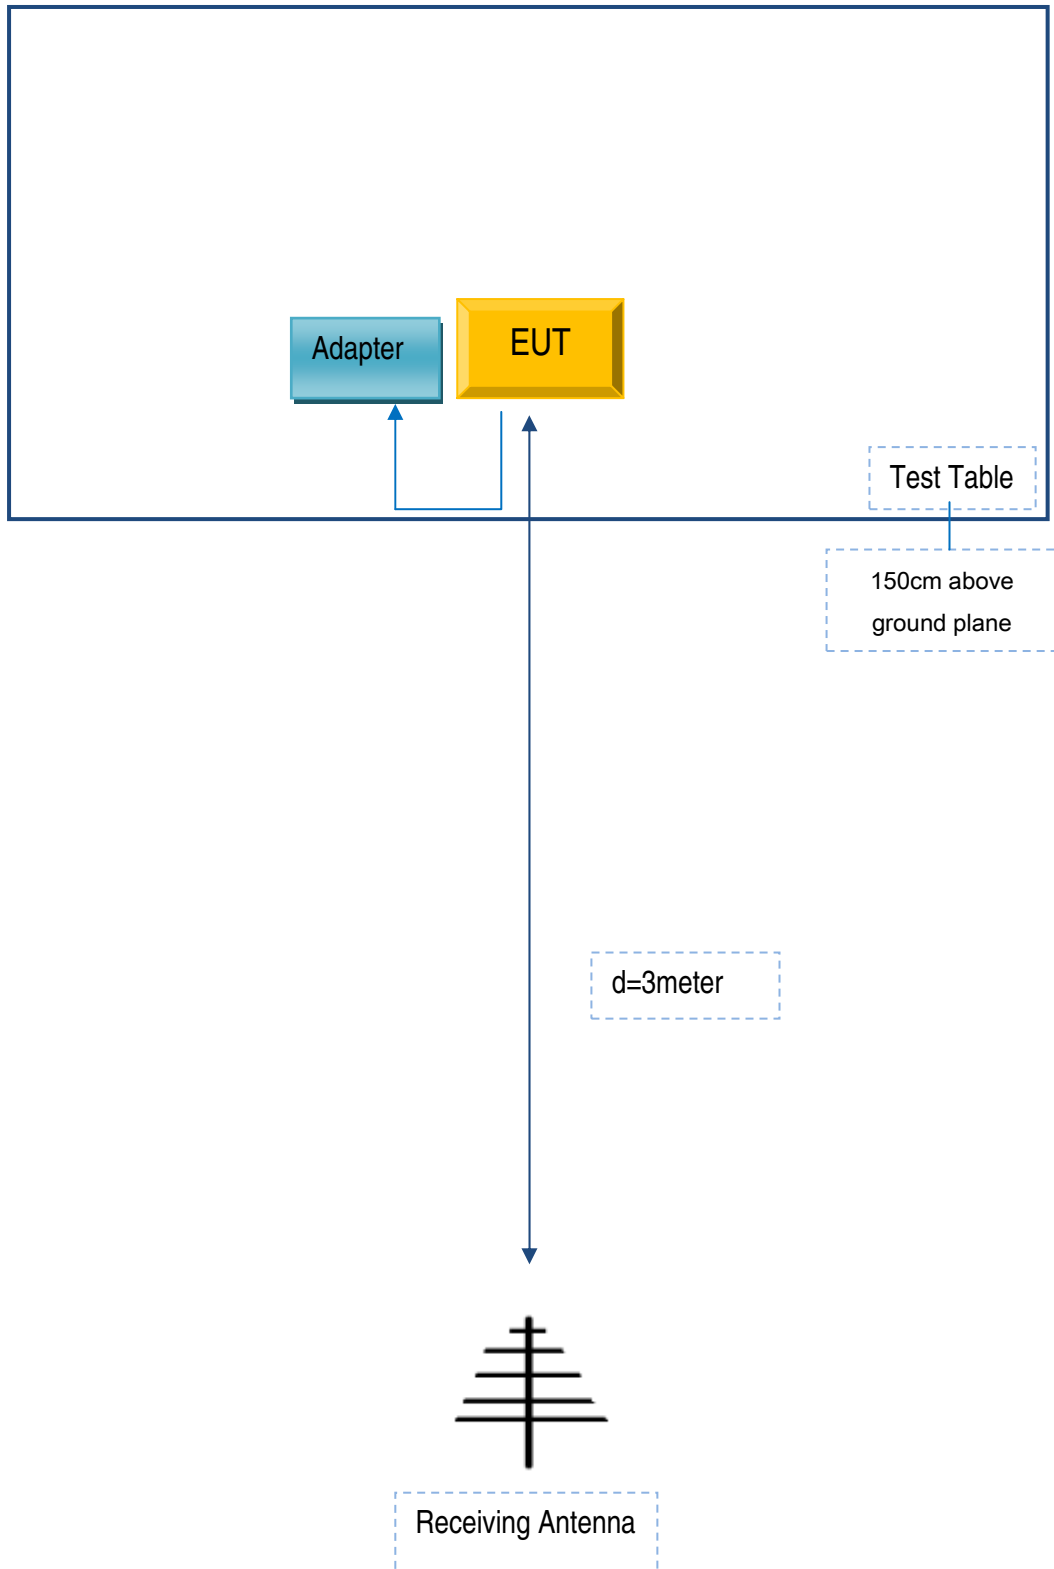 Adapter
EUT
Test Table
150cm above
ground plane
d=3meter
Receiving Antenna